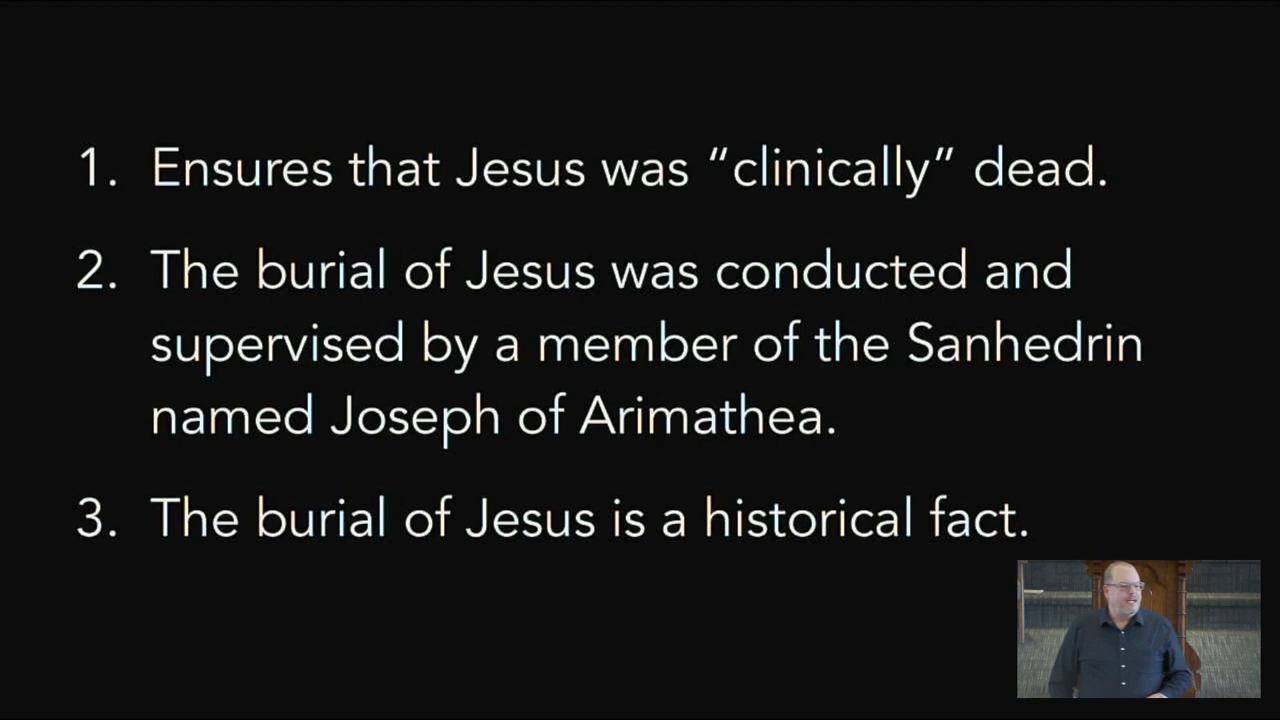 1. Ensures that Jesus was “clinically” dead.
2. The burial of Jesus was conducted and
supervised by a member of the Sanhedrin
named Joseph of Arimathea.
3. The burial of Jesus is a historical fact.